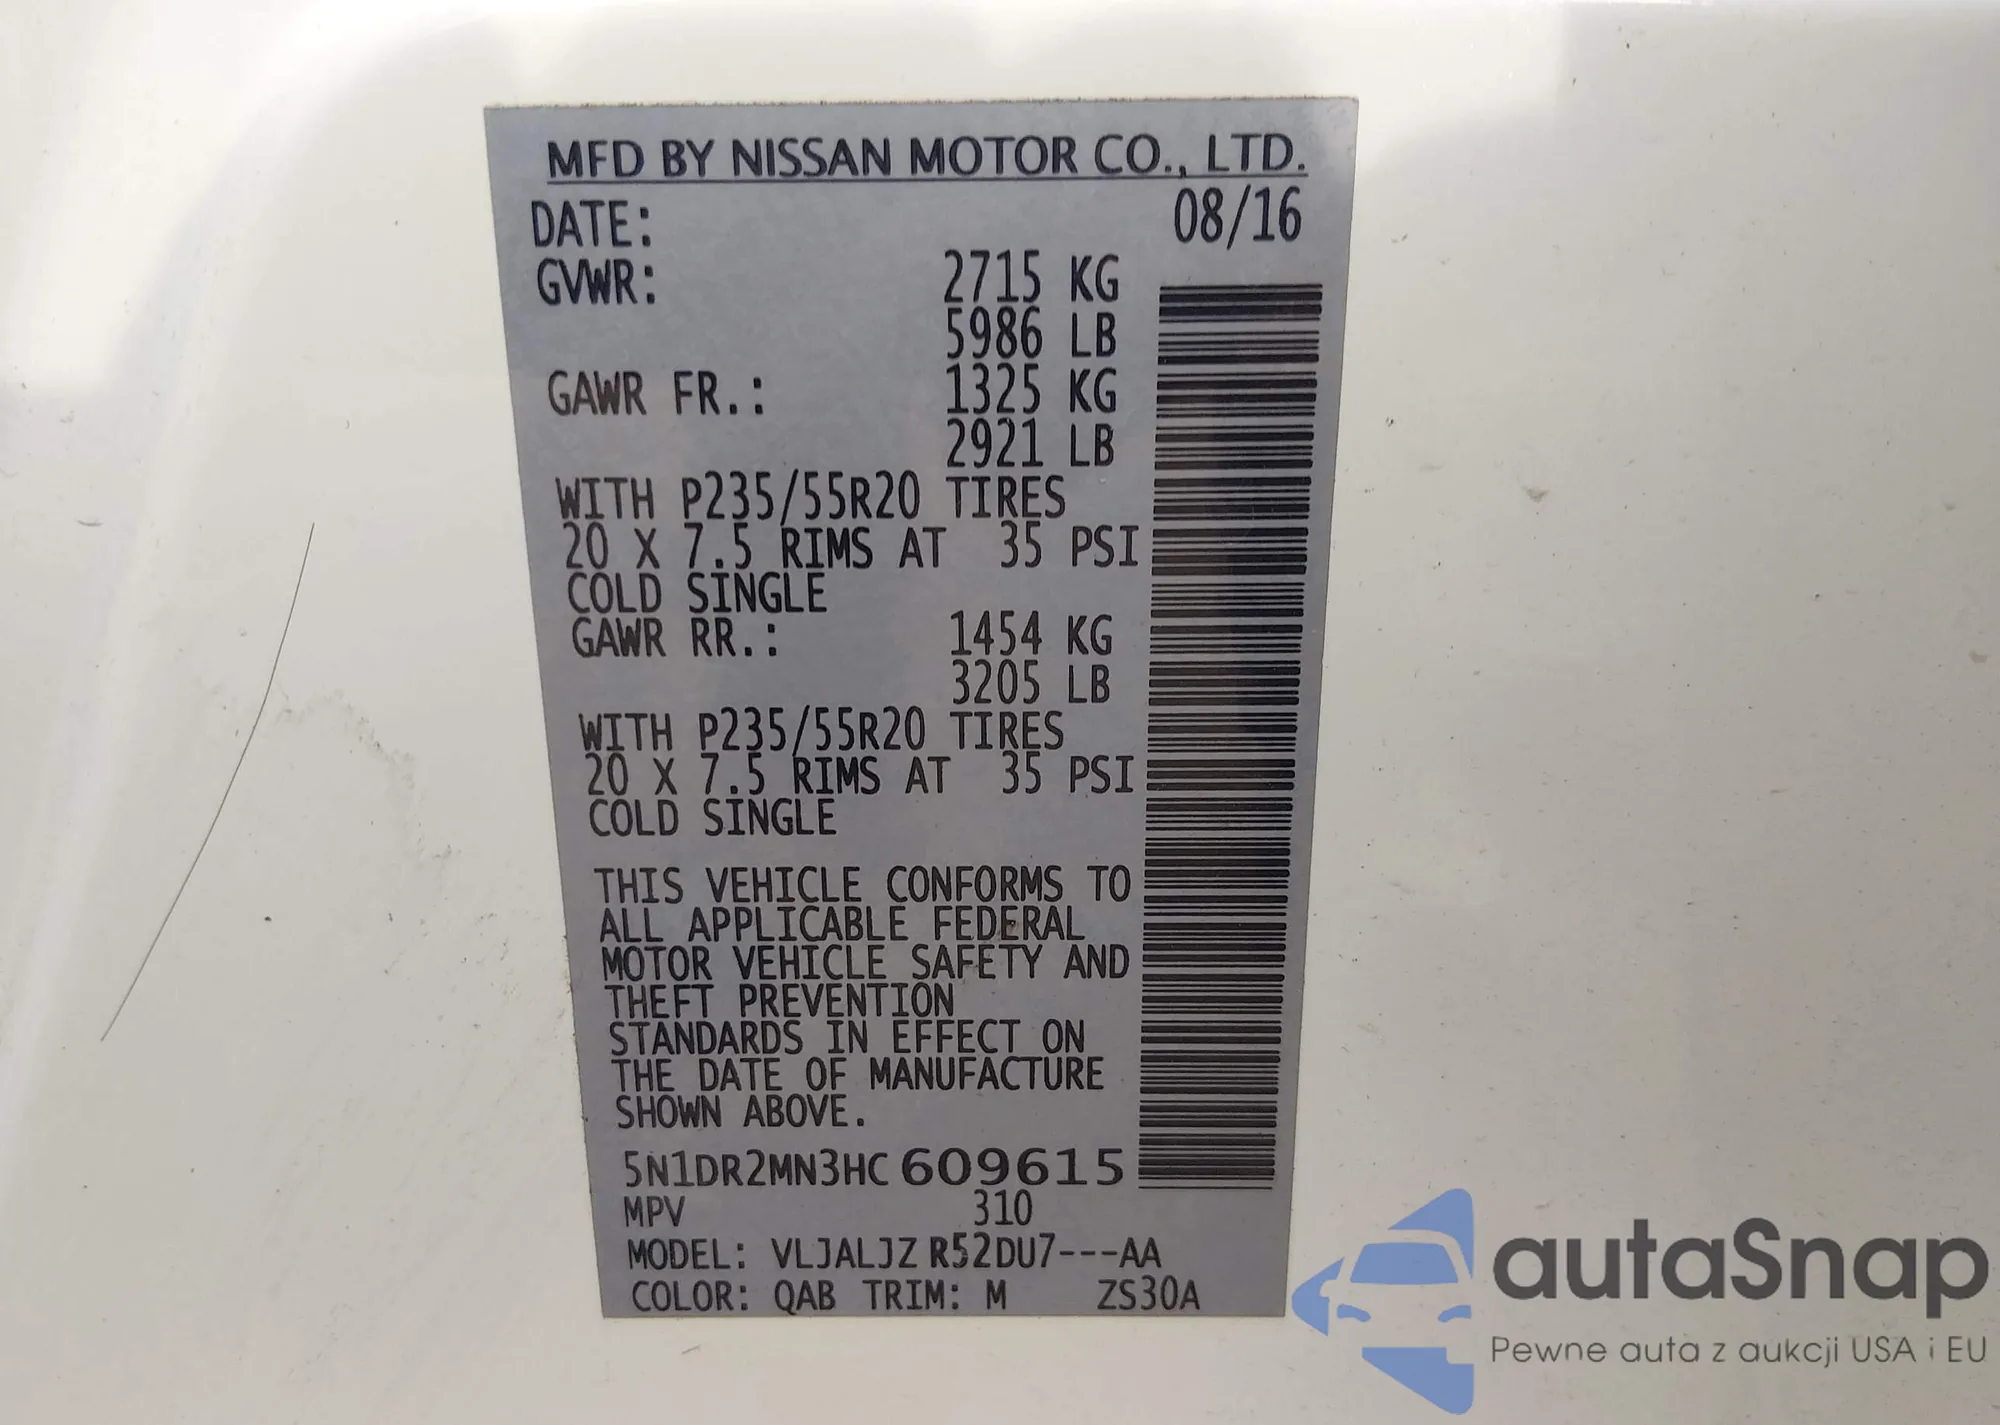 MFD BY NISSAN MOTOR CO., LTD.
DATE: 08/16
GVWR: 2715 KG
5986 LB
GAWR FR.: 1325 KG
2921 LB
WITH P235/55R20 TIRES
20 X 7.5 RIMS AT 35 PSI
COLD SINGLE
GAWR RR.: 1454 KG
3205 LB
WITH P235/55R20 TIRES
20 X 7.5 RIMS AT 35 PSI
COLD SINGLE
THIS VEHICLE CONFORMS TO
ALL APPLICABLE FEDERAL
MOTOR VEHICLE SAFETY AND
THEFT PREVENTION
STANDARDS IN EFFECT ON
THE DATE OF MANUFACTURE
SHOWN ABOVE.
5N1DR2MN3HC609615
MPV 310
MODEL: VLJALJZ R52DU7---AA
COLOR: QAB TRIM: M ZS30A
autaSnap
Pewne auta z aukcji USA i EU